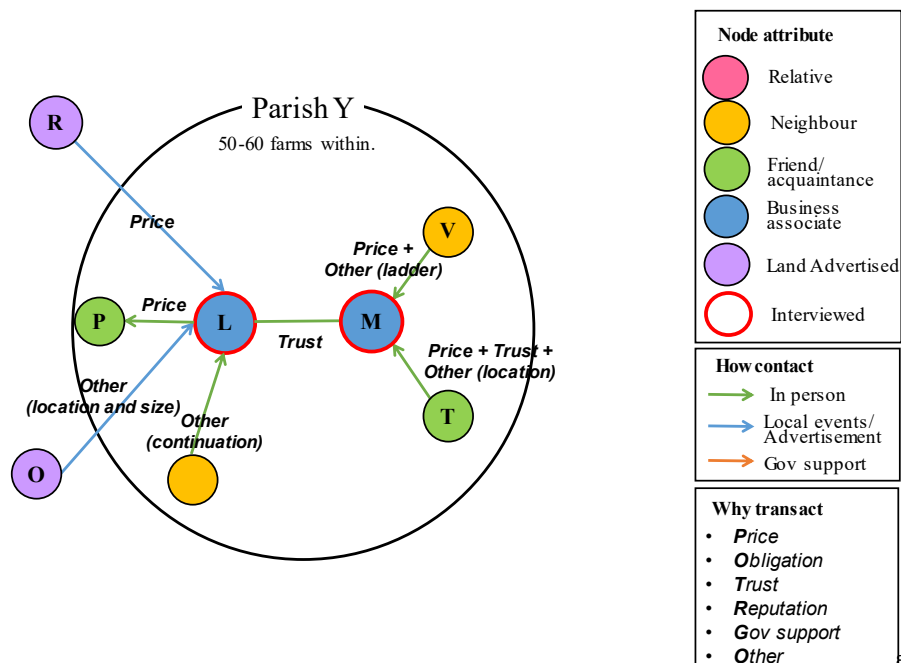 Parish Y
50-60 farms within.
R
Price
V
Price +
Other (ladder)
P
Price
L
M
Trust
Price + Trust +
Other (location)
T
Other
(location and size)
Other
(continuation)
O
Node attribute
Relative
Neighbour
Friend/
acquaintance
Business
associate
Land Advertised
Interviewed
How contact
In person
Local events/
Advertisement
Gov support
Why transact
• Price
• Obligation
• Trust
• Reputation
• Gov support
• Other